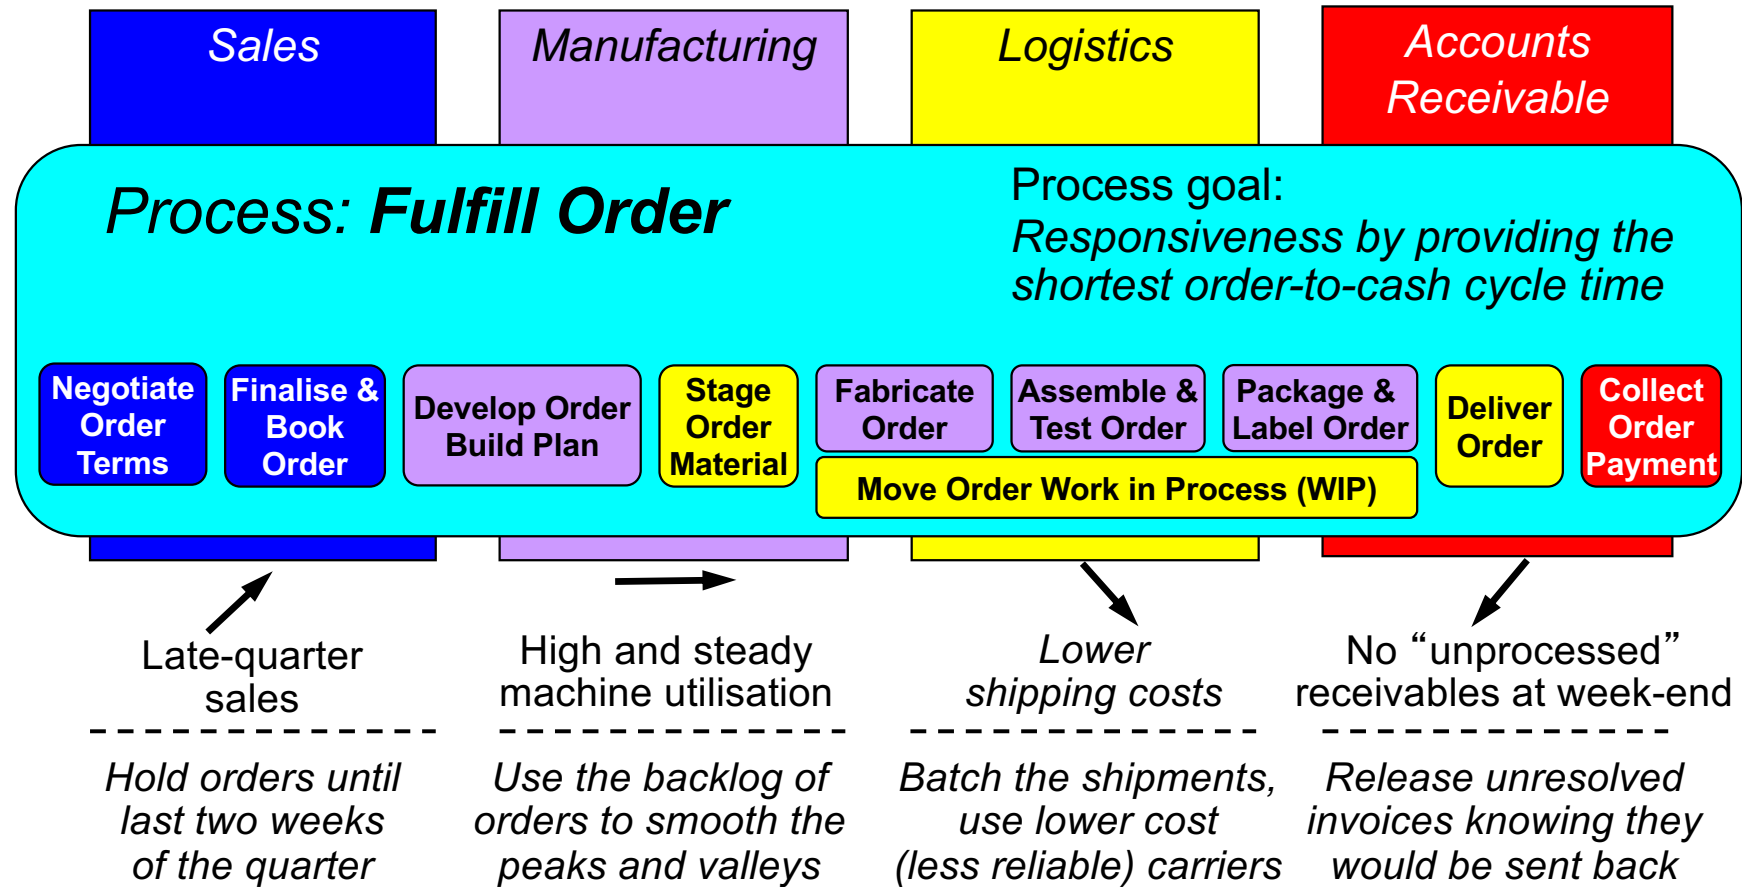 Sales
Manufacturing
Logistics
Accounts
Receivable
Process: Fulfill Order
Process goal:
Responsiveness by providing the
shortest order-to-cash cycle time
Negotiate
Order
Terms
Finalise &
Book
Order
Develop Order
Build Plan
Stage
Order
Material
Fabricate
Order
Assemble &
Test Order
Package &
Label Order
Move Order Work in Process (WIP)
Deliver
Order
Collect
Order
Payment
Late-quarter
sales
High and steady
machine utilisation
Lower
shipping costs
No “unprocessed”
receivables at week-end
Hold orders until
last two weeks
of the quarter
Use the backlog of
orders to smooth the
peaks and valleys
Batch the shipments,
use lower cost
(less reliable) carriers
Release unresolved
invoices knowing they
would be sent back